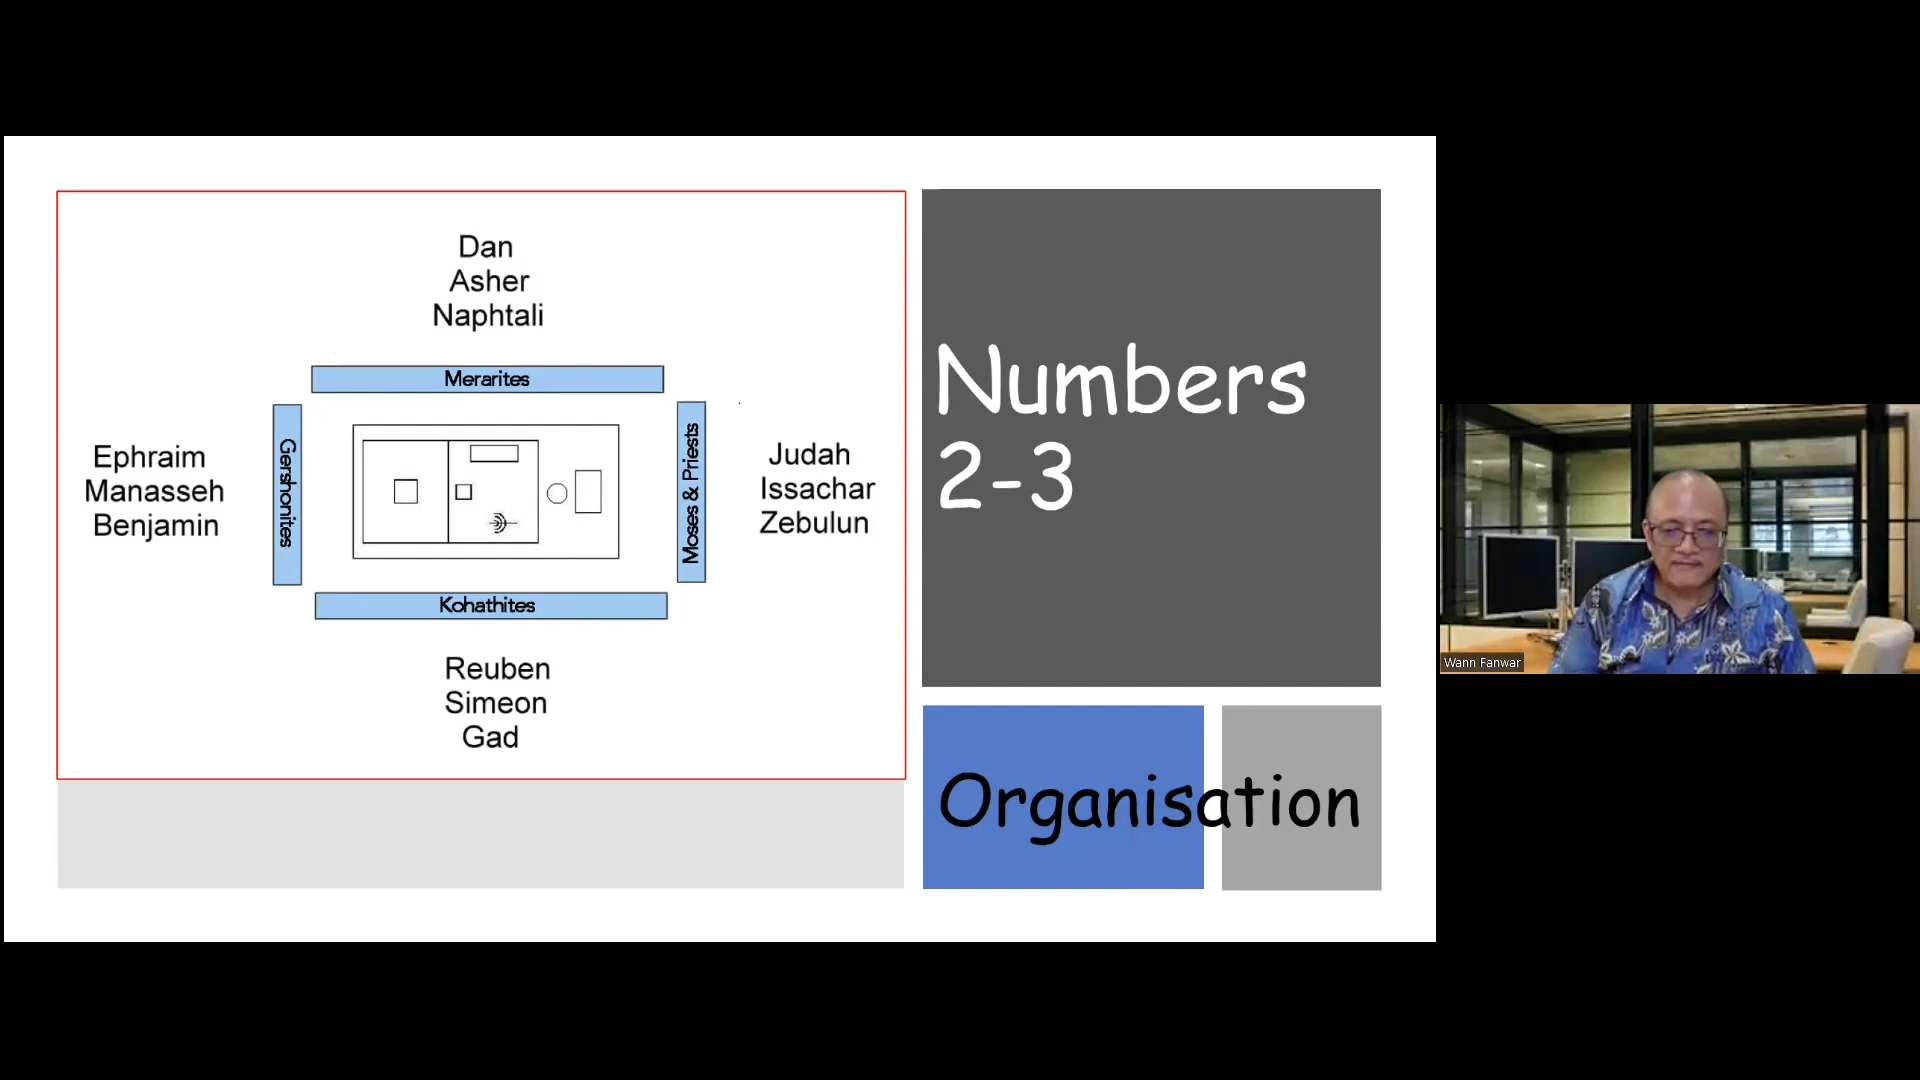 Dan
Asher
Naphtali
Merarites
Ephraim
Manasseh
Benjamin
Gershonites
Moses & Priests
Judah
Issachar
Zebulun
Kohathites
Reuben
Simeon
Gad
Numbers
2-3
Organisation
Wann Fanwar